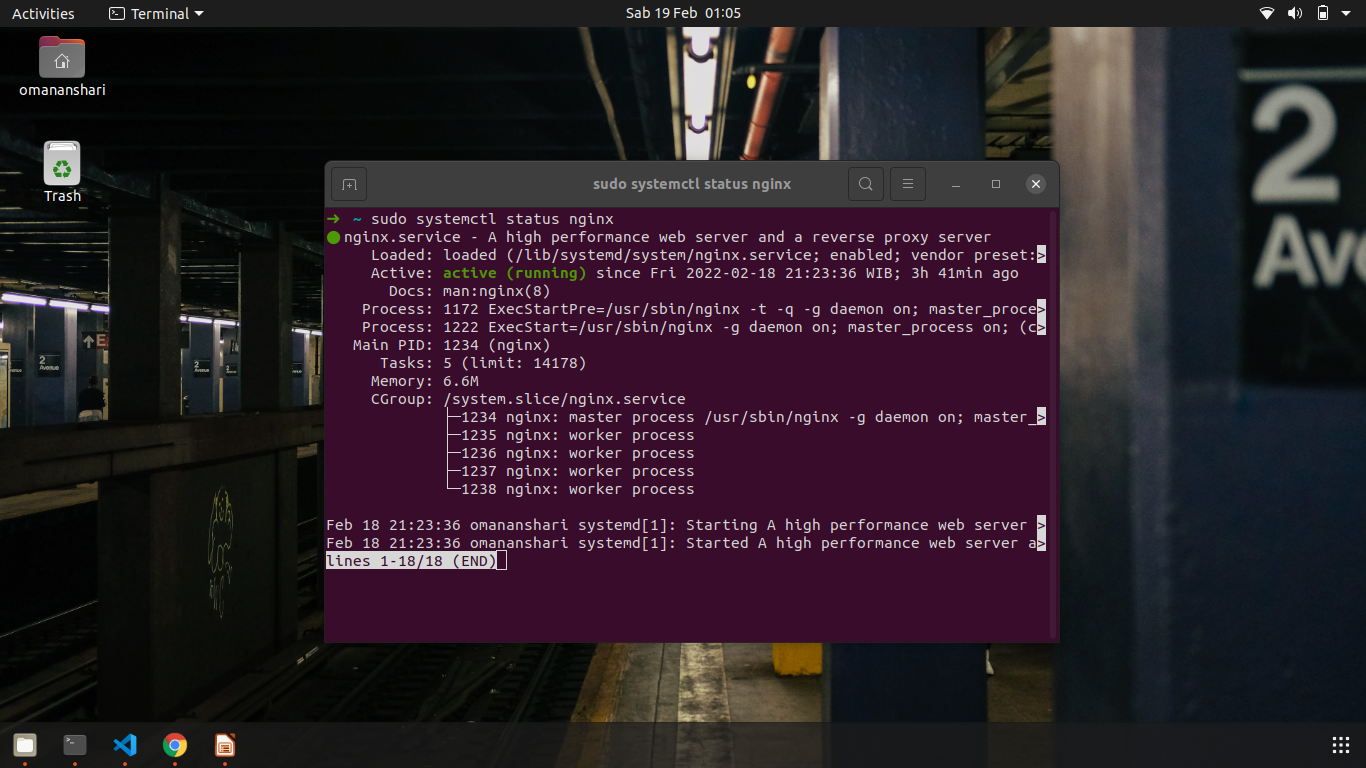 Activities
Terminal
Sab 19 Feb 01:05
omananshari
Trash
sudo systemctl status nginx
➜ ~ sudo systemctl status nginx
● nginx.service - A high performance web server and a reverse proxy server
Loaded: loaded (/lib/systemd/system/nginx.service; enabled; vendor preset:>
Active: active (running) since Fri 2022-02-18 21:23:36 WIB; 3h 41min ago
Docs: man:nginx(8)
Process: 1172 ExecStartPre=/usr/sbin/nginx -t -q -g daemon on; master_proce>
Process: 1222 ExecStart=/usr/sbin/nginx -g daemon on; master_process on; (c>
Main PID: 1234 (nginx)
Tasks: 5 (limit: 14178)
Memory: 6.6M
CGroup: /system.slice/nginx.service
├─1234 nginx: master process /usr/sbin/nginx -g daemon on; master_>
├─1235 nginx: worker process
├─1236 nginx: worker process
├─1237 nginx: worker process
└─1238 nginx: worker process
Feb 18 21:23:36 omananshari systemd[1]: Starting A high performance web server >
Feb 18 21:23:36 omananshari systemd[1]: Started A high performance web server a>
lines 1-18/18 (END)
2
Ave
2
Avenue
2
2